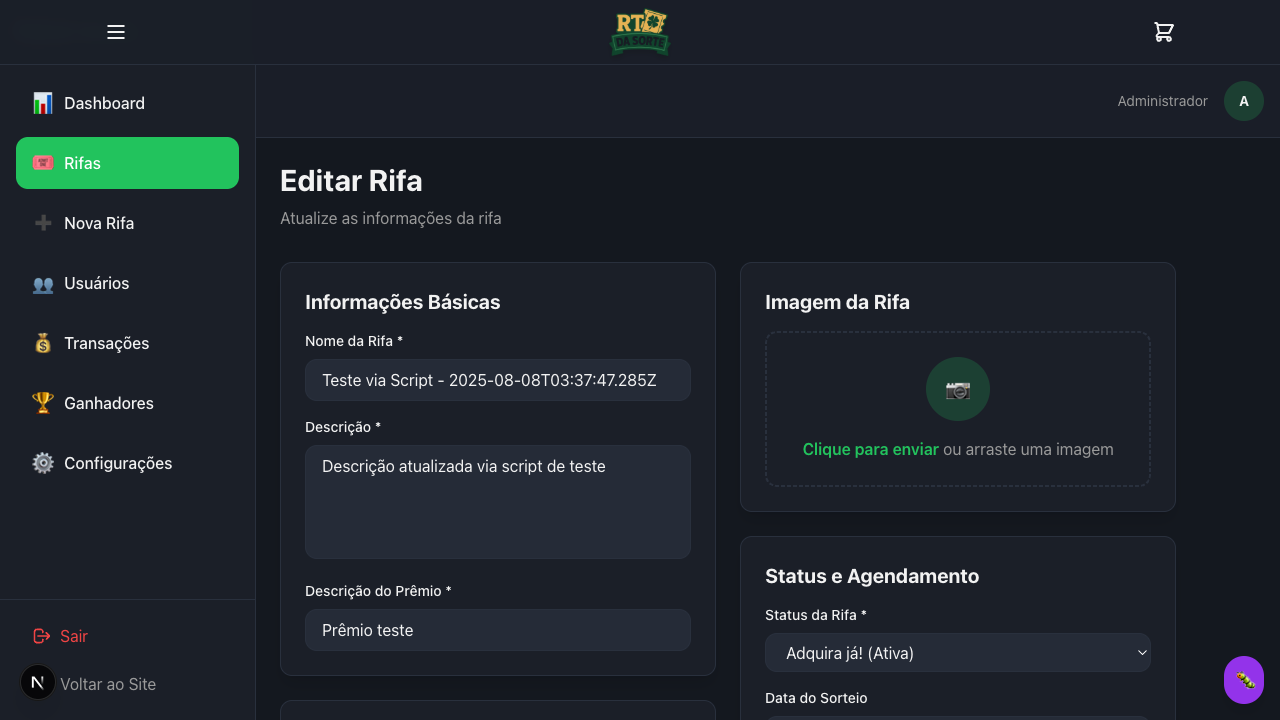 RT
DA SORTE
Dashboard
Rifas
Nova Rifa
Usuários
Transações
Ganhadores
Configurações
Sair
N
Voltar ao Site
Administrador
A
Editar Rifa
Atualize as informações da rifa
Informações Básicas
Nome da Rifa *
Teste via Script - 2025-08-08T03:37:47.285Z
Descrição *
Descrição atualizada via script de teste
Descrição do Prêmio *
Prêmio teste
Imagem da Rifa
Clique para enviar ou arraste uma imagem
Status e Agendamento
Status da Rifa *
Adquira já! (Ativa)
Data do Sorteio